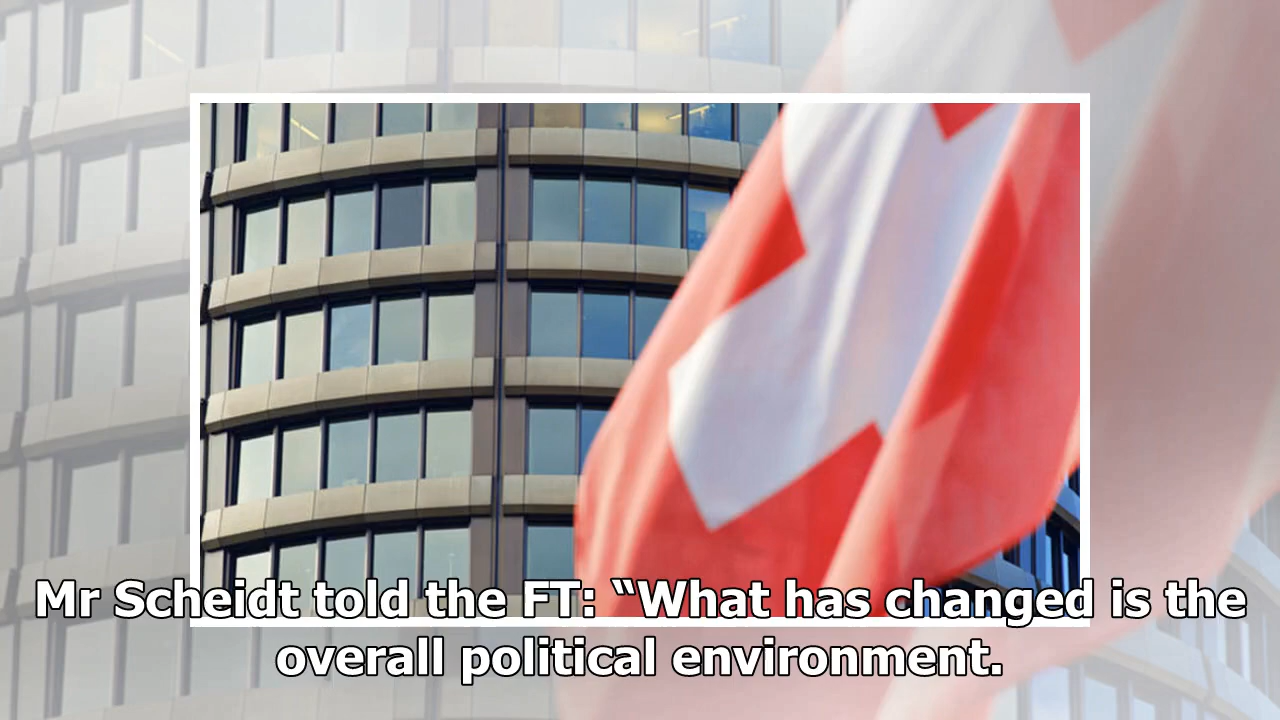 Mr Scheidt told the FT: “What has changed is the
overall political environment.